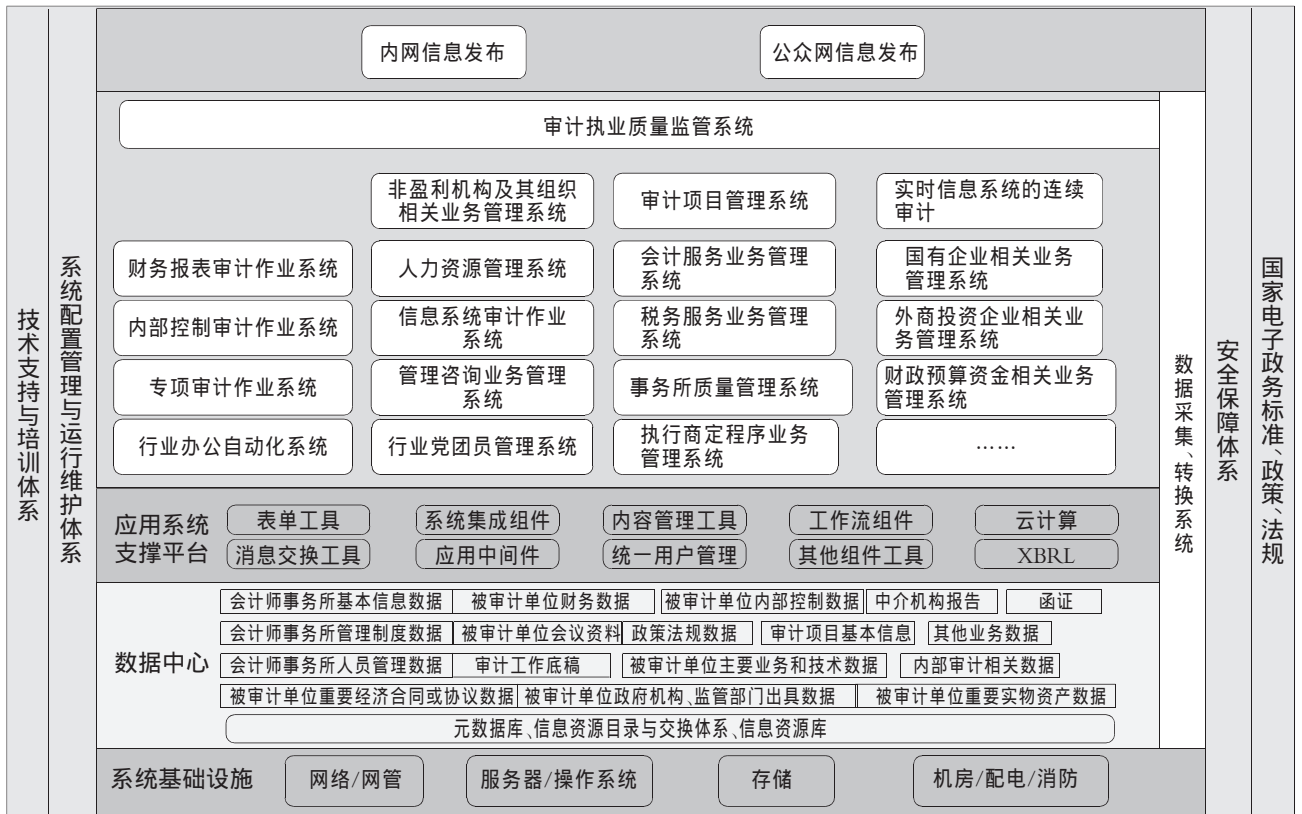 内网信息发布
公众网信息发布
审计执业质量监管系统
非盈利机构及其组织
相关业务管理系统
审计项目管理系统
实时信息系统的连续
审计
财务报表审计作业系统
人力资源管理系统
会计服务业务管理
系统
国有企业相关业务
管理系统
内部控制审计作业系统
信息系统审计作业
系统
税务服务业务管理
系统
外商投资企业相关业
务管理系统
专项审计作业系统
管理咨询业务管理
系统
事务所质量管理系统
财政预算资金相关业务
管理系统
行业办公自动化系统
行业党团员管理系统
执行商定程序业务
管理系统
……
应用系统
支撑平台
表单工具
系统集成组件
内容管理工具
工作流组件
云计算
消息交换工具
应用中间件
统一用户管理
其他组件工具
XBRL
数据中心
会计师事务所基本信息数据
被审计单位财务数据
被审计单位内部控制数据
中介机构报告
函证
会计师事务所管理制度数据
被审计单位会议资料
政策法规数据
审计项目基本信息
其他业务数据
会计师事务所人员管理数据
审计工作底稿
被审计单位主要业务和技术数据
内部审计相关数据
被审计单位重要经济合同或协议数据
被审计单位政府机构、监管部门出具数据
被审计单位重要实物资产数据
元数据库、信息资源目录与交换体系、信息资源库
系统基础设施
网络/网管
服务器/操作系统
存储
机房/配电/消防
技术支持与培训体系
系统配置管理与运行维护体系
数据采集、转换系统
安全保障体系
国家电子政务标准、政策、法规